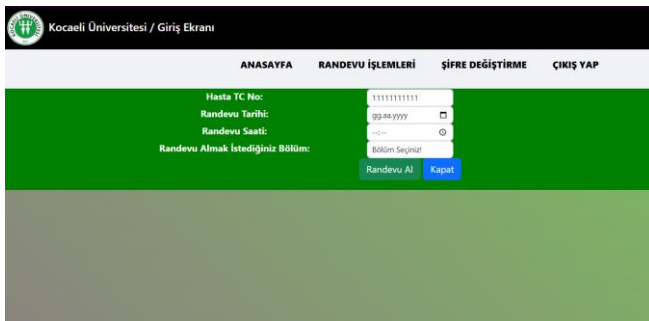 Kocaeli Üniversitesi / Giriş Ekranı
ANASAYFA RANDEVU İŞLEMLERİ ŞİFRE DEĞİŞTİRME ÇIKIŞ YAP
Hasta TC No: 11111111111
Randevu Tarihi: gg.aa.yyyy
Randevu Saati: --:--
Randevu Almak İstediğiniz Bölüm: Bölüm Seçiniz!
Randevu Al Kapat